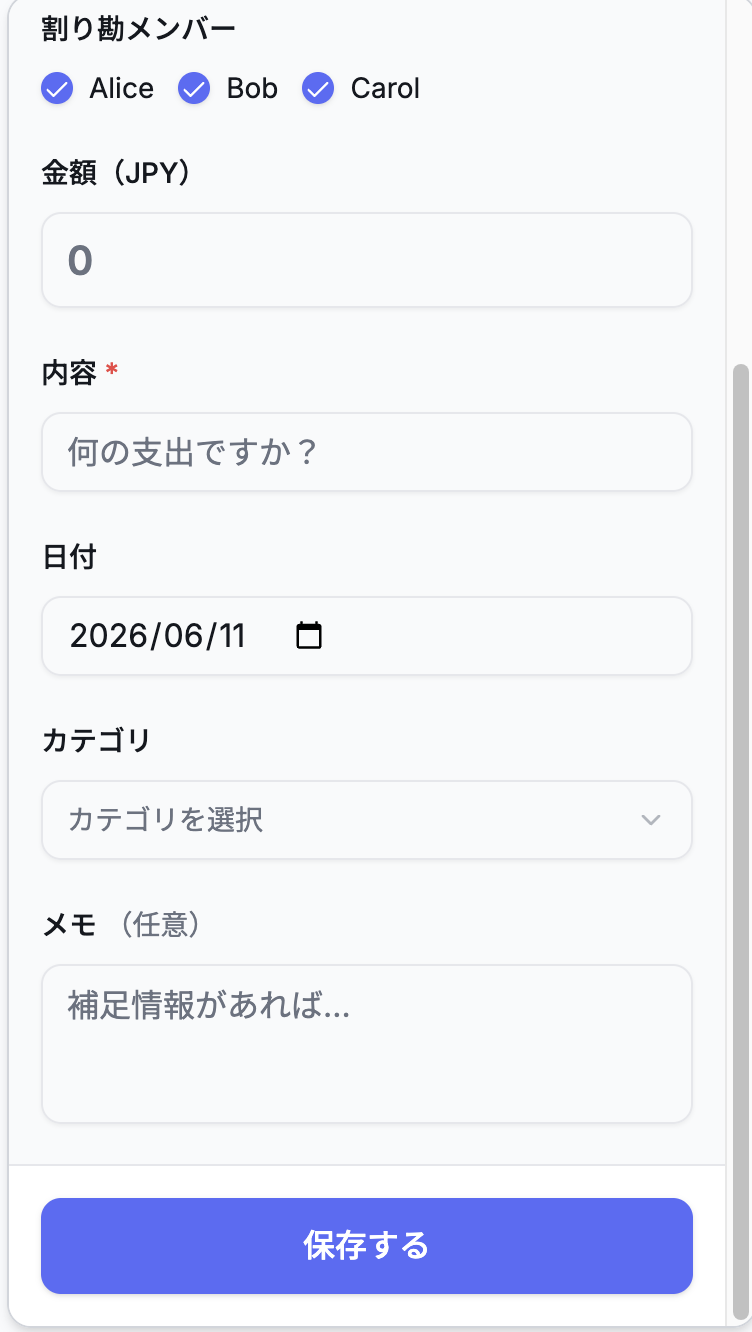 割り勘メンバー
Alice Bob Carol
金額（JPY）
0
内容 *
何の支出ですか？
日付
2026/06/11
カテゴリ
カテゴリを選択
メモ （任意）
補足情報があれば...
保存する